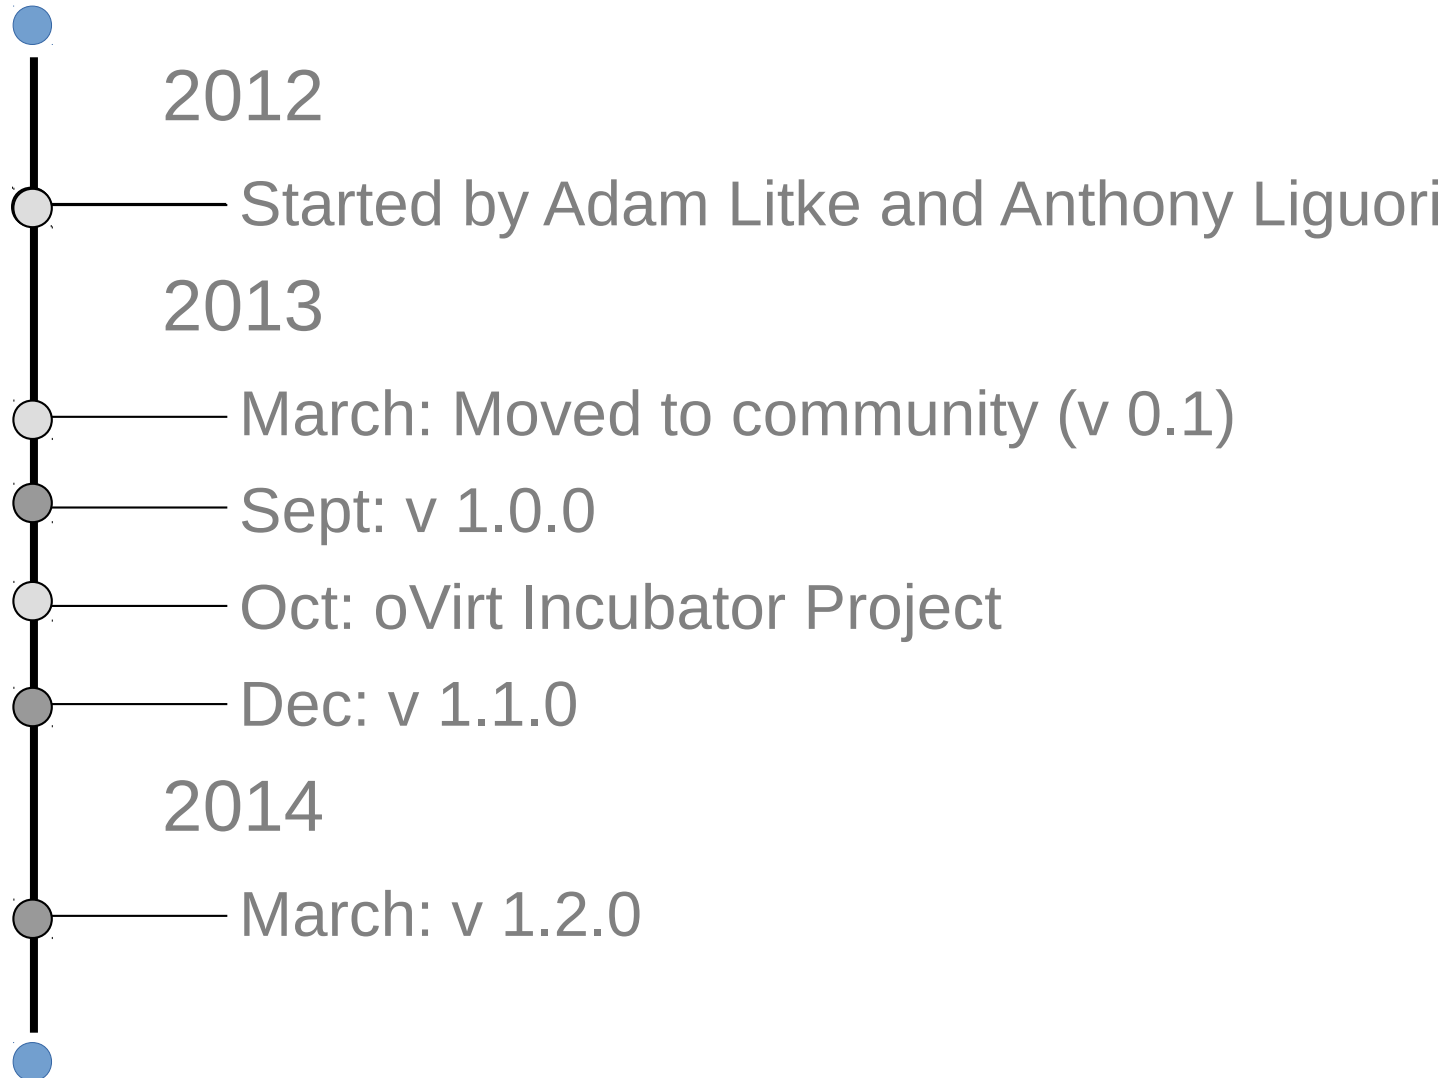 2012
Started by Adam Litke and Anthony Liguori
2013
March: Moved to community (v 0.1)
Sept: v 1.0.0
Oct: oVirt Incubator Project
Dec: v 1.1.0
2014
March: v 1.2.0